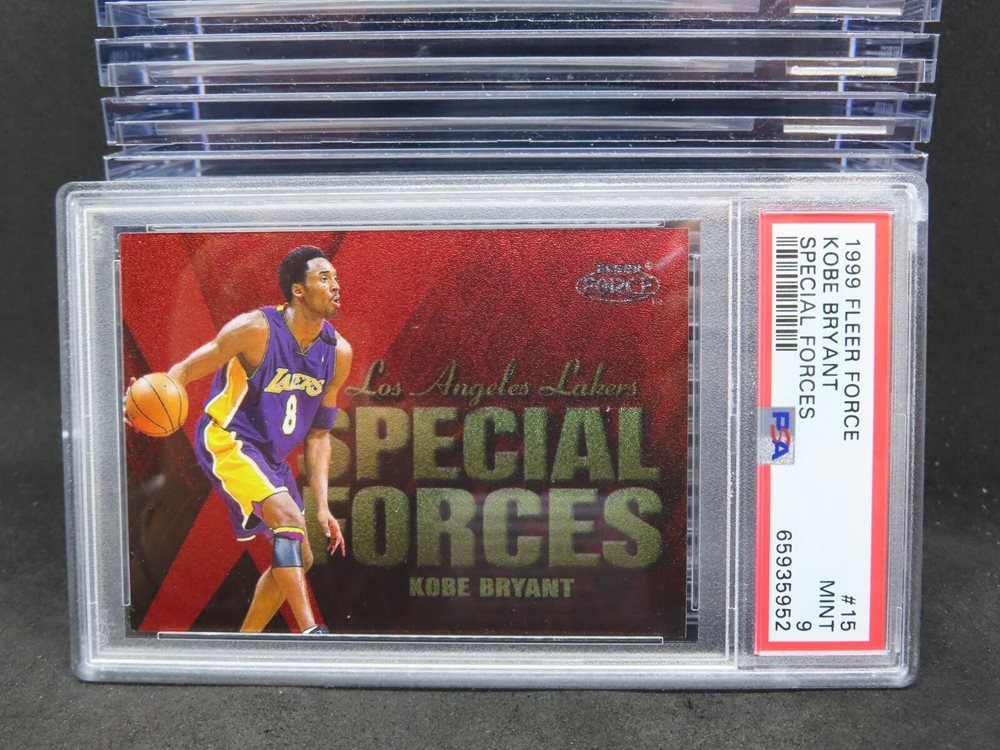 FLEER
FORCE
Los Angeles Lakers
SPECIAL
FORCES
KOBE BRYANT
LAKERS
8
1999 FLEER FORCE
KOBE BRYANT
SPECIAL FORCES
#15
MINT
9
PSA
65935952